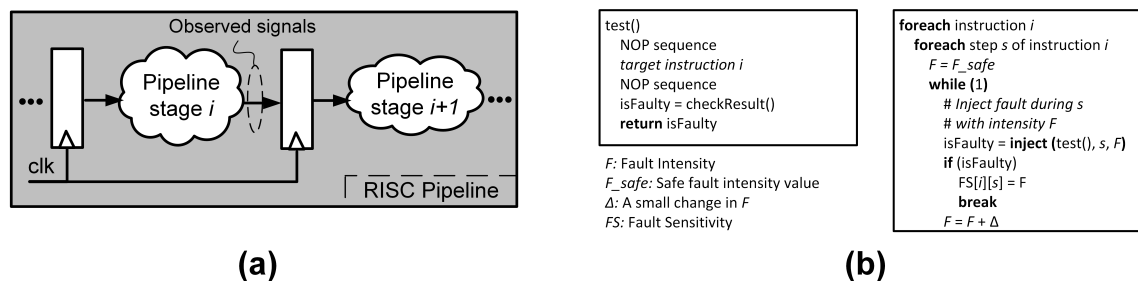 Observed signals
Pipeline
stage i
Pipeline
stage i+1
clk
RISC Pipeline
(a)
test()
NOP sequence
target instruction i
NOP sequence
isFaulty = checkResult()
return isFaulty
F: Fault Intensity
F_safe: Safe fault intensity value
Δ: A small change in F
FS: Fault Sensitivity
foreach instruction i
foreach step s of instruction i
F = F_safe
while (1)
# Inject fault during s
# with intensity F
isFaulty = inject (test(), s, F)
if (isFaulty)
FS[i][s] = F
break
F = F + Δ
(b)